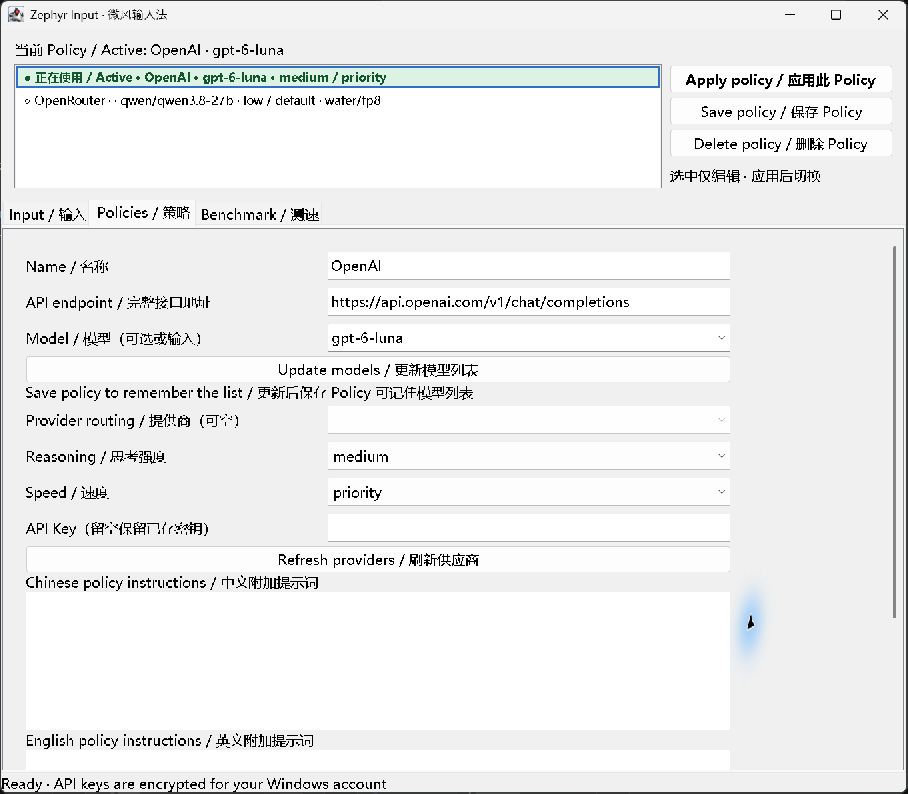 Zephyr Input · 微风输入法
当前 Policy / Active: OpenAI · gpt-6-luna
● 正在使用 / Active • OpenAI • gpt-6-luna • medium / priority
○ OpenRouter · · qwen/qwen3.8-27b · low / default · wafer/fp8
Apply policy / 应用此 Policy
Save policy / 保存 Policy
Delete policy / 删除 Policy
选中仅编辑 · 应用后切换
Input / 输入
Policies / 策略
Benchmark / 测速
Name / 名称
OpenAI
API endpoint / 完整接口地址
https://api.openai.com/v1/chat/completions
Model / 模型（可选或输入）
gpt-6-luna
Update models / 更新模型列表
Save policy to remember the list / 更新后保存 Policy 可记住模型列表
Provider routing / 提供商（可空）
Reasoning / 思考强度
medium
Speed / 速度
priority
API Key（留空保留已存密钥）
Refresh providers / 刷新供应商
Chinese policy instructions / 中文附加提示词
English policy instructions / 英文附加提示词
Ready · API keys are encrypted for your Windows account